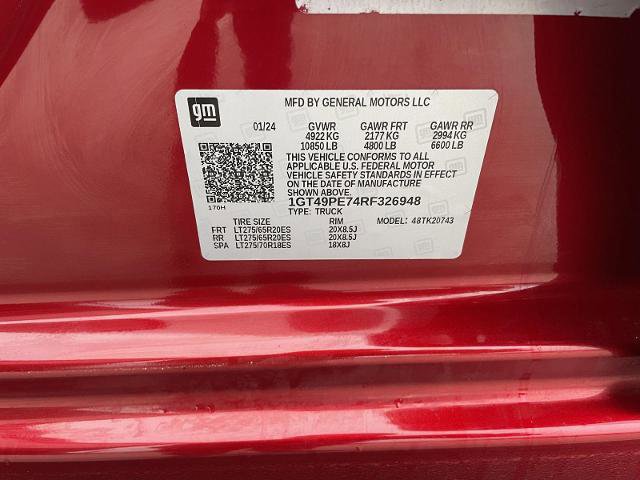 gm
MFD BY GENERAL MOTORS LLC
01/24 GVWR GAWR FRT GAWR RR
4922 KG 2177 KG 2994 KG
10850 LB 4800 LB 6600 LB
THIS VEHICLE CONFORMS TO ALL
APPLICABLE U.S. FEDERAL MOTOR
VEHICLE SAFETY STANDARDS IN
EFFECT ON THE DATE OF MANUFACTURE
SHOWN ABOVE.
170H 1GT49PE74RF326948
TYPE: TRUCK MODEL: 48TK20743
TIRE SIZE RIM
FRT LT275/65R20ES 20X8.5J
RR LT275/65R20ES 20X8.5J
SPA LT275/70R18ES 18X8J